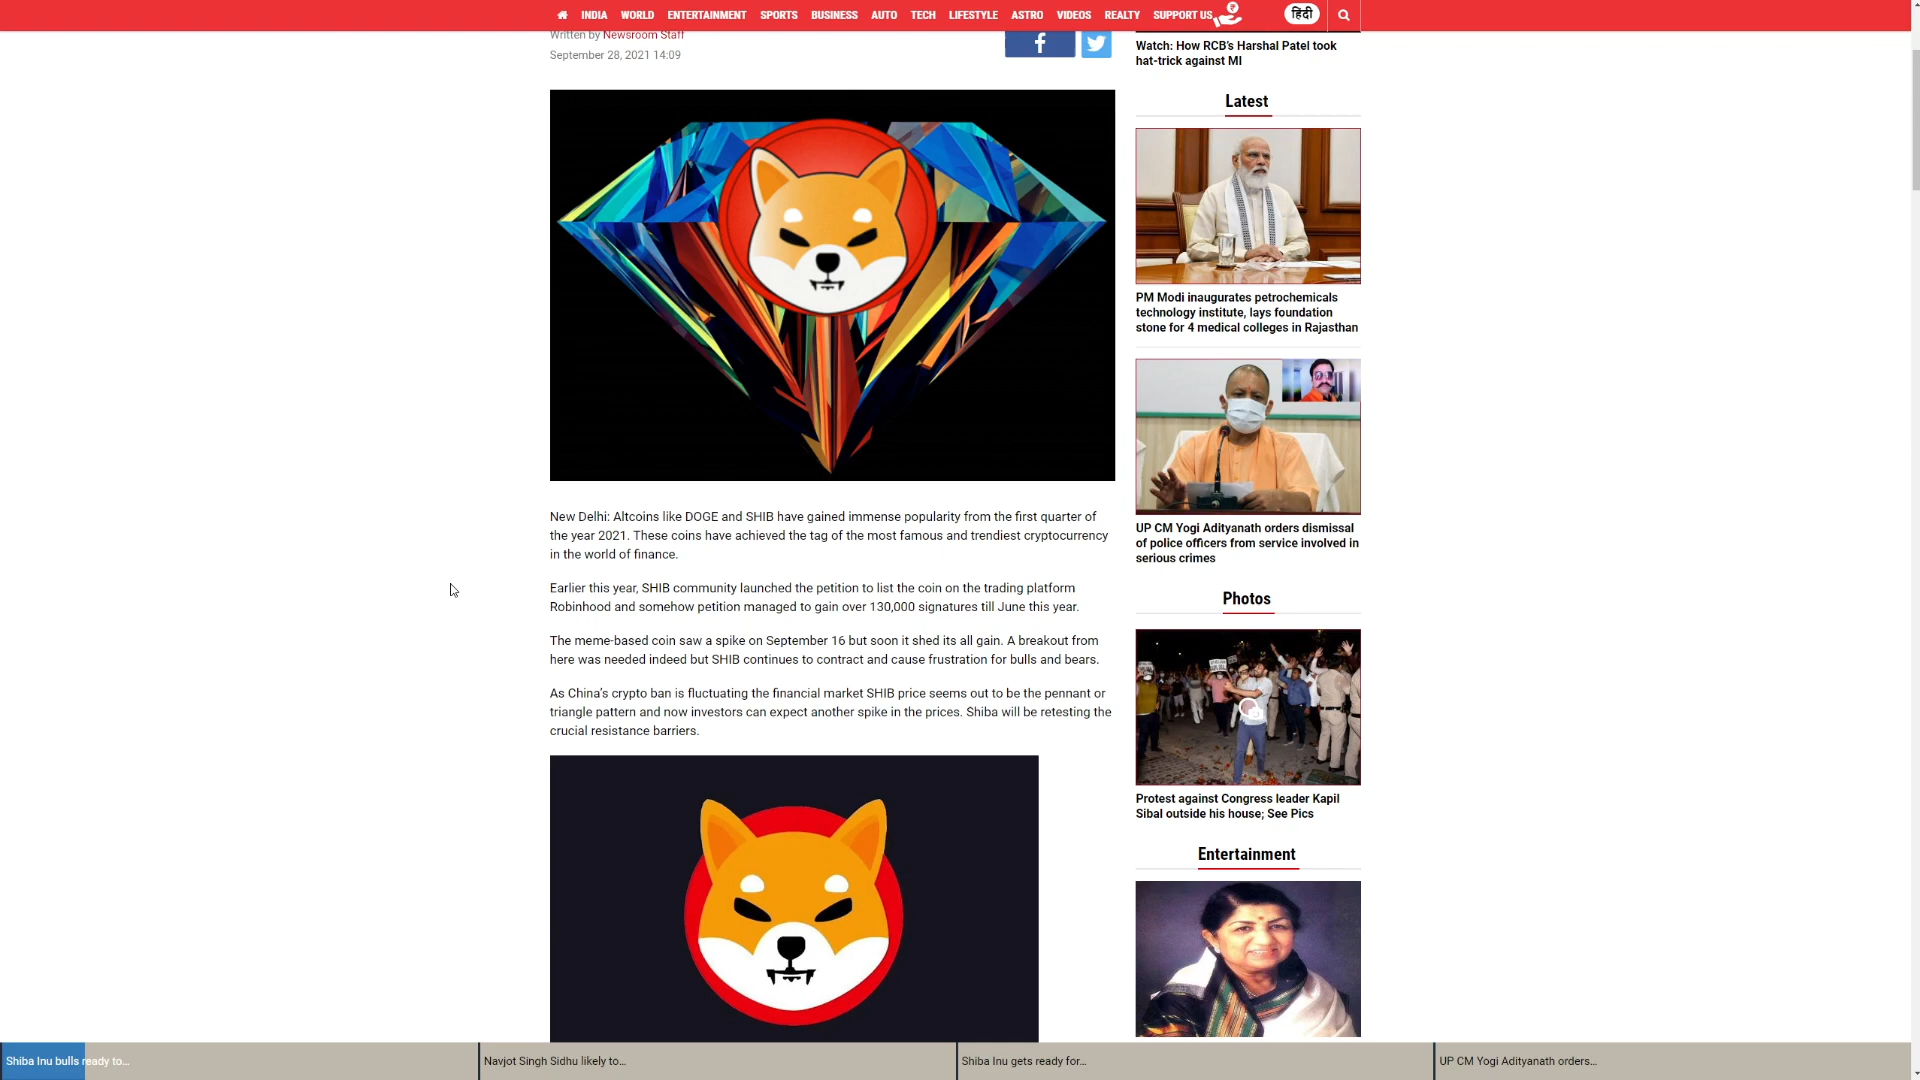 INDIA WORLD ENTERTAINMENT SPORTS BUSINESS AUTO TECH LIFESTYLE ASTRO VIDEOS REALTY SUPPORT US हिंदी
Written by Newsroom Staff
September 28, 2021 14:09
New Delhi: Altcoins like DOGE and SHIB have gained immense popularity from the first quarter of
the year 2021. These coins have achieved the tag of the most famous and trendiest cryptocurrency
in the world of finance.
Earlier this year, SHIB community launched the petition to list the coin on the trading platform
Robinhood and somehow petition managed to gain over 130,000 signatures till June this year.
The meme-based coin saw a spike on September 16 but soon it shed its all gain. A breakout from
here was needed indeed but SHIB continues to contract and cause frustration for bulls and bears.
As China's crypto ban is fluctuating the financial market SHIB price seems out to be the pennant or
triangle pattern and now investors can expect another spike in the prices. Shiba will be retesting the
crucial resistance barriers.
Watch: How RCB's Harshal Patel took
hat-trick against MI
Latest
PM Modi inaugurates petrochemicals
technology institute, lays foundation
stone for 4 medical colleges in Rajasthan
UP CM Yogi Adityanath orders dismissal
of police officers from service involved in
serious crimes
Photos
Protest against Congress leader Kapil
Sibal outside his house; See Pics
Entertainment
Shiba Inu bulls ready to...
Navjot Singh Sidhu likely to...
Shiba Inu gets ready for...
UP CM Yogi Adityanath orders...